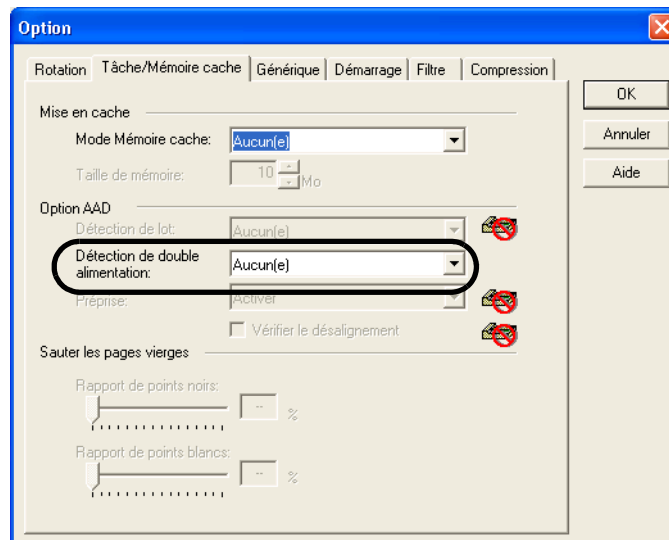 Option
Rotation Tâche/Mémoire cache Générique Démarrage Filtre Compression
OK
Mise en cache
Annuler
Mode Mémoire cache: Aucun(e)
Aide
Taille de mémoire: 10 Mo
Option AAD
Détection de lot: Aucun(e)
Détection de double
alimentation: Aucun(e)
Préprise: Activer
Vérifier le désalignement
Sauter les pages vierges
Rapport de points noirs:
-- %
Rapport de points blancs:
-- %